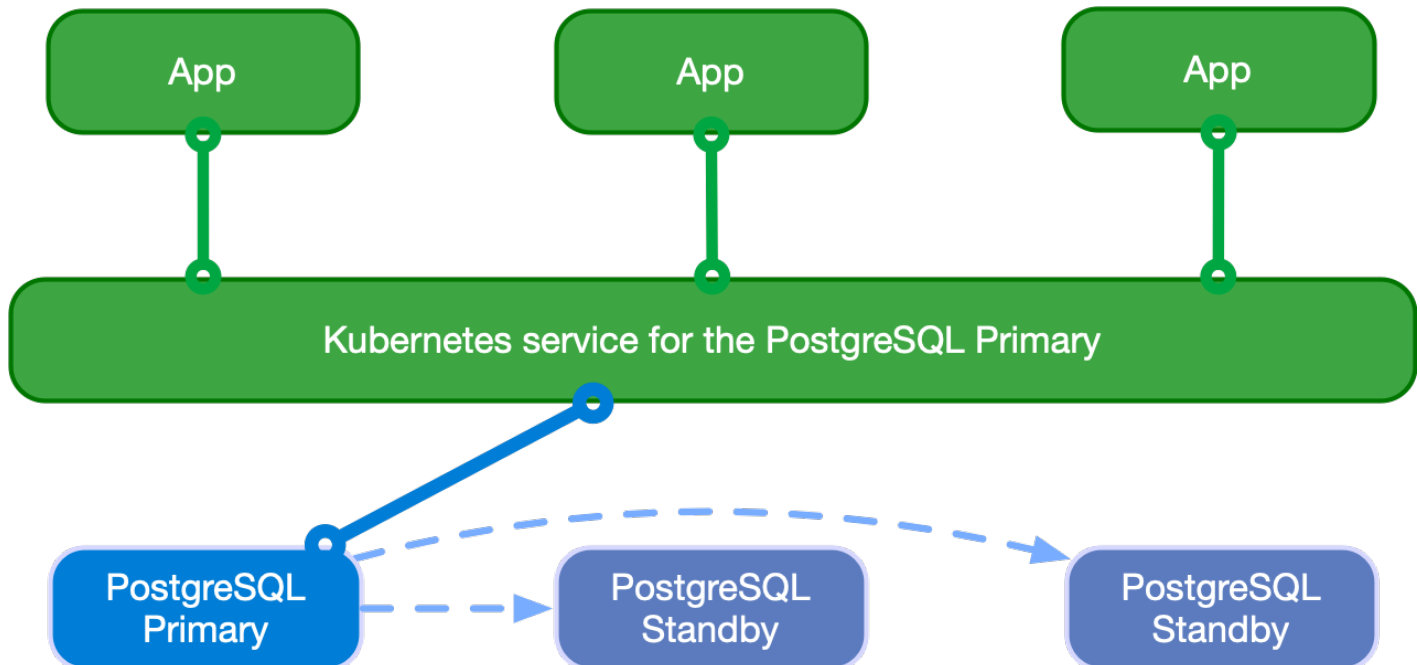 App
App
App
Kubernetes service for the PostgreSQL Primary
PostgreSQL
Primary
PostgreSQL
Standby
PostgreSQL
Standby